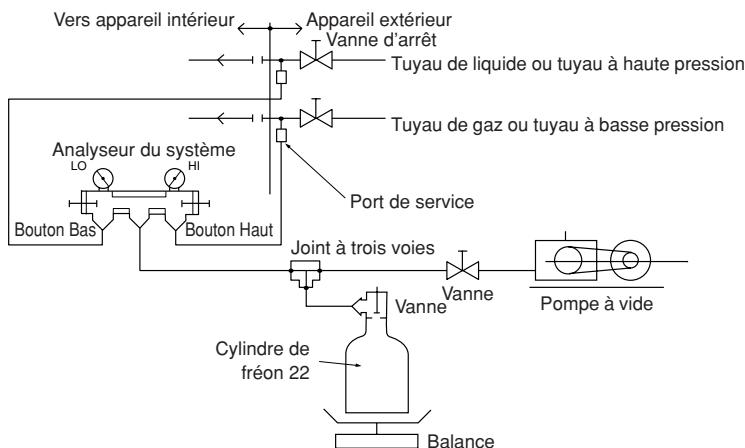 Vers appareil intérieur
Appareil extérieur
Vanne d'arrêt
Tuyau de liquide ou tuyau à haute pression
Tuyau de gaz ou tuyau à basse pression
Analyseur du système
LO
HI
Port de service
Bouton Bas
Bouton Haut
Joint à trois voies
Vanne
Vanne
Pompe à vide
Cylindre de
fréon 22
Balance